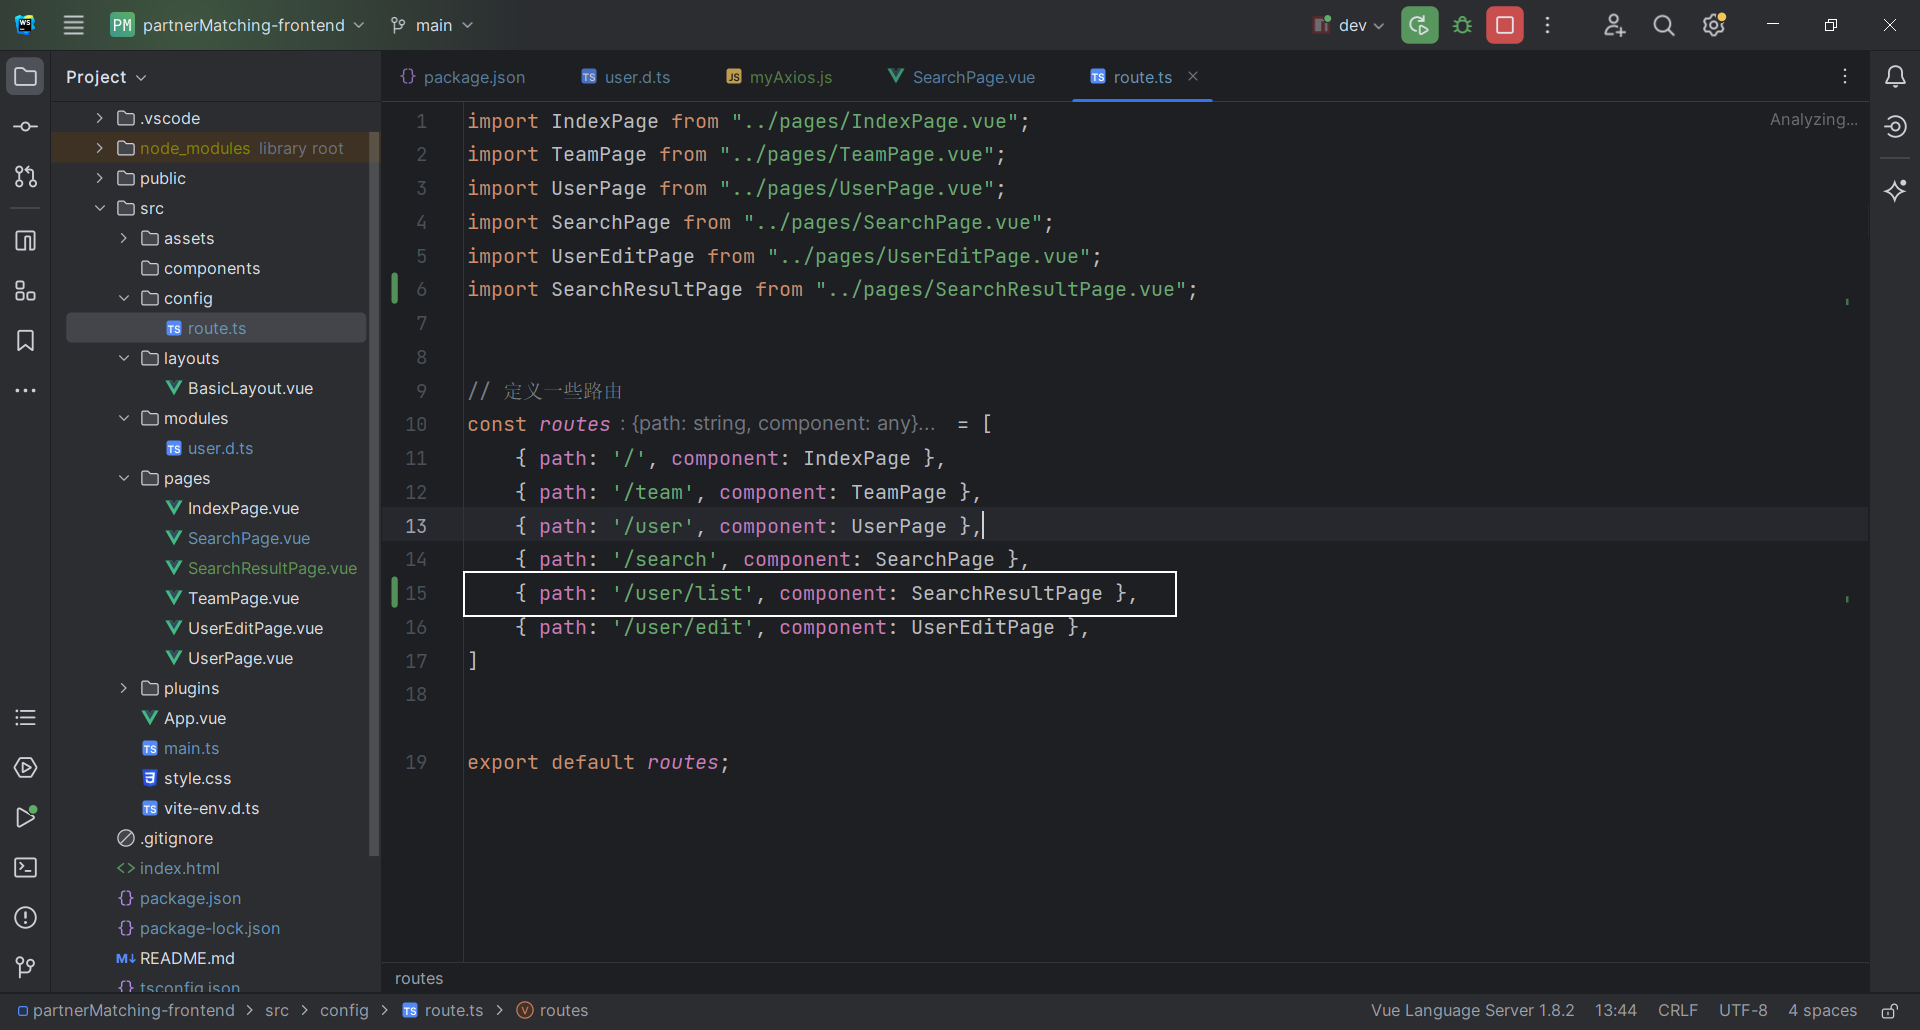 PM partnerMatching-frontend main dev
Project
package.json user.d.ts myAxios.js SearchPage.vue route.ts
.vscode
node_modules library root
public
src
assets
components
config
route.ts
layouts
BasicLayout.vue
modules
user.d.ts
pages
IndexPage.vue
SearchPage.vue
SearchResultPage.vue
TeamPage.vue
UserEditPage.vue
UserPage.vue
plugins
App.vue
main.ts
style.css
vite-env.d.ts
.gitignore
index.html
package.json
package-lock.json
README.md
tsconfig.json
Analyzing...
1 import IndexPage from "../pages/IndexPage.vue";
2 import TeamPage from "../pages/TeamPage.vue";
3 import UserPage from "../pages/UserPage.vue";
4 import SearchPage from "../pages/SearchPage.vue";
5 import UserEditPage from "../pages/UserEditPage.vue";
6 import SearchResultPage from "../pages/SearchResultPage.vue";
7
8
9 // 定义一些路由
10 const routes : {path: string, component: any}... = [
11 { path: '/', component: IndexPage },
12 { path: '/team', component: TeamPage },
13 { path: '/user', component: UserPage },
14 { path: '/search', component: SearchPage },
15 { path: '/user/list', component: SearchResultPage },
16 { path: '/user/edit', component: UserEditPage },
17 ]
18
19 export default routes;
routes
partnerMatching-frontend > src > config > route.ts > routes
Vue Language Server 1.8.2 13:44 CRLF UTF-8 4 spaces